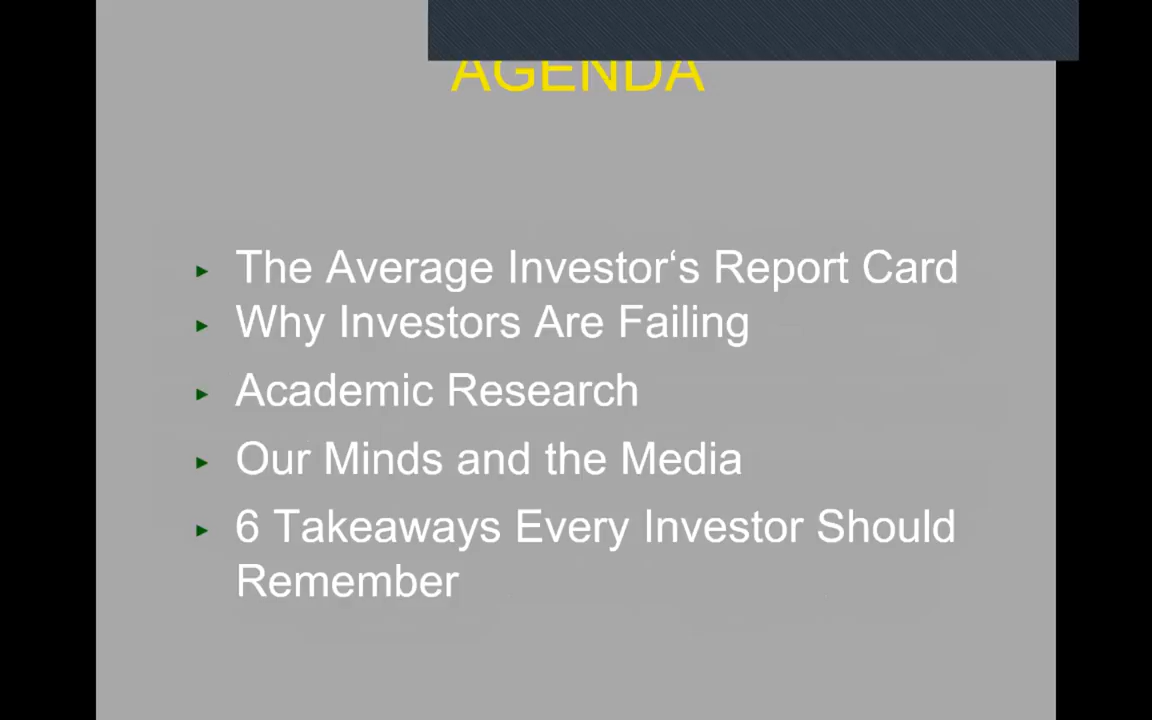 AGENDA
The Average Investor‘s Report Card
Why Investors Are Failing
Academic Research
Our Minds and the Media
6 Takeaways Every Investor Should
Remember